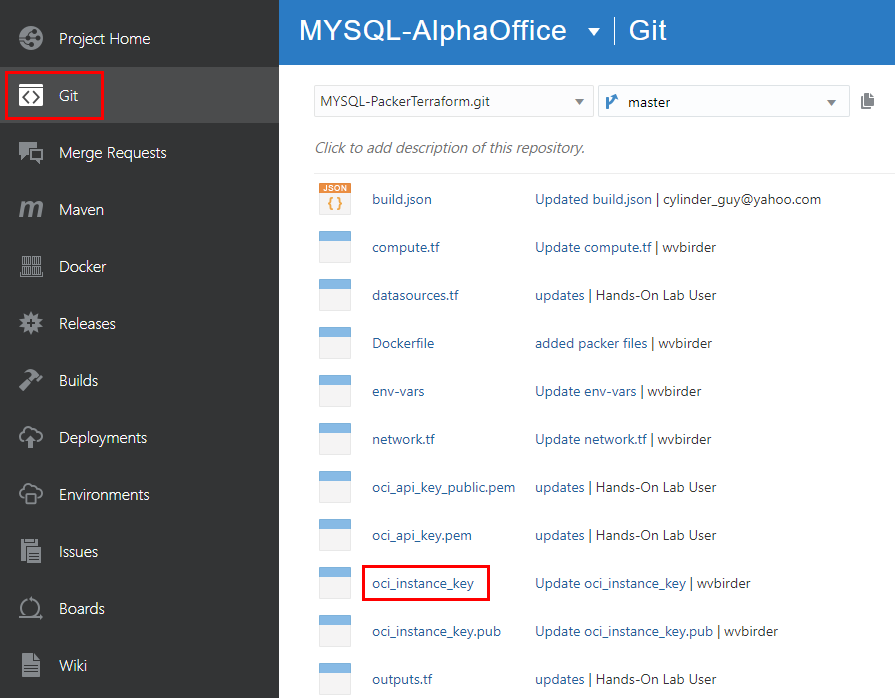 Project Home
Git
Merge Requests
Maven
Docker
Releases
Builds
Deployments
Environments
Issues
Boards
Wiki
MYSQL-AlphaOffice Git
MYSQL-PackerTerraform.git master
Click to add description of this repository.
JSON
{ }
build.json Updated build.json | cylinder_guy@yahoo.com
compute.tf Update compute.tf | wvbirder
datasources.tf updates | Hands-On Lab User
Dockerfile added packer files | wvbirder
env-vars Update env-vars | wvbirder
network.tf Update network.tf | wvbirder
oci_api_key_public.pem updates | Hands-On Lab User
oci_api_key.pem updates | Hands-On Lab User
oci_instance_key Update oci_instance_key | wvbirder
oci_instance_key.pub Update oci_instance_key.pub | wvbirder
outputs.tf updates | Hands-On Lab User